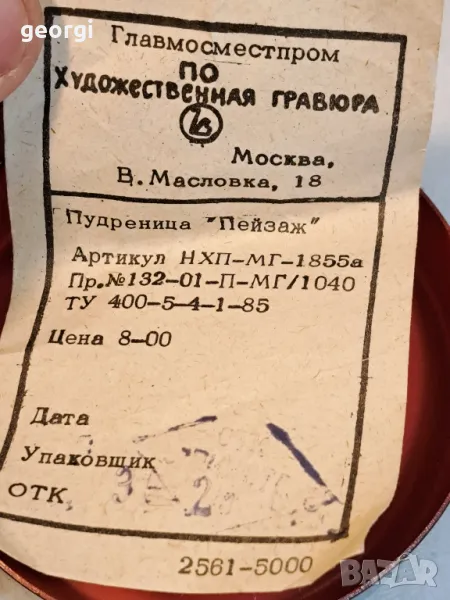 georgi
Главмосместпром
ПО
ХУДОЖЕСТВЕННАЯ ГРАВЮРА
Москва,
В. Масловка, 18
Пудреница "Пейзаж"
Артикул НХП-МГ-1855а
Пр.№132-01-П-МГ/1040
ТУ 400-5-4-1-85
Цена 8-00
Дата
Упаковщик
ОТК
2561-5000
BAZAR